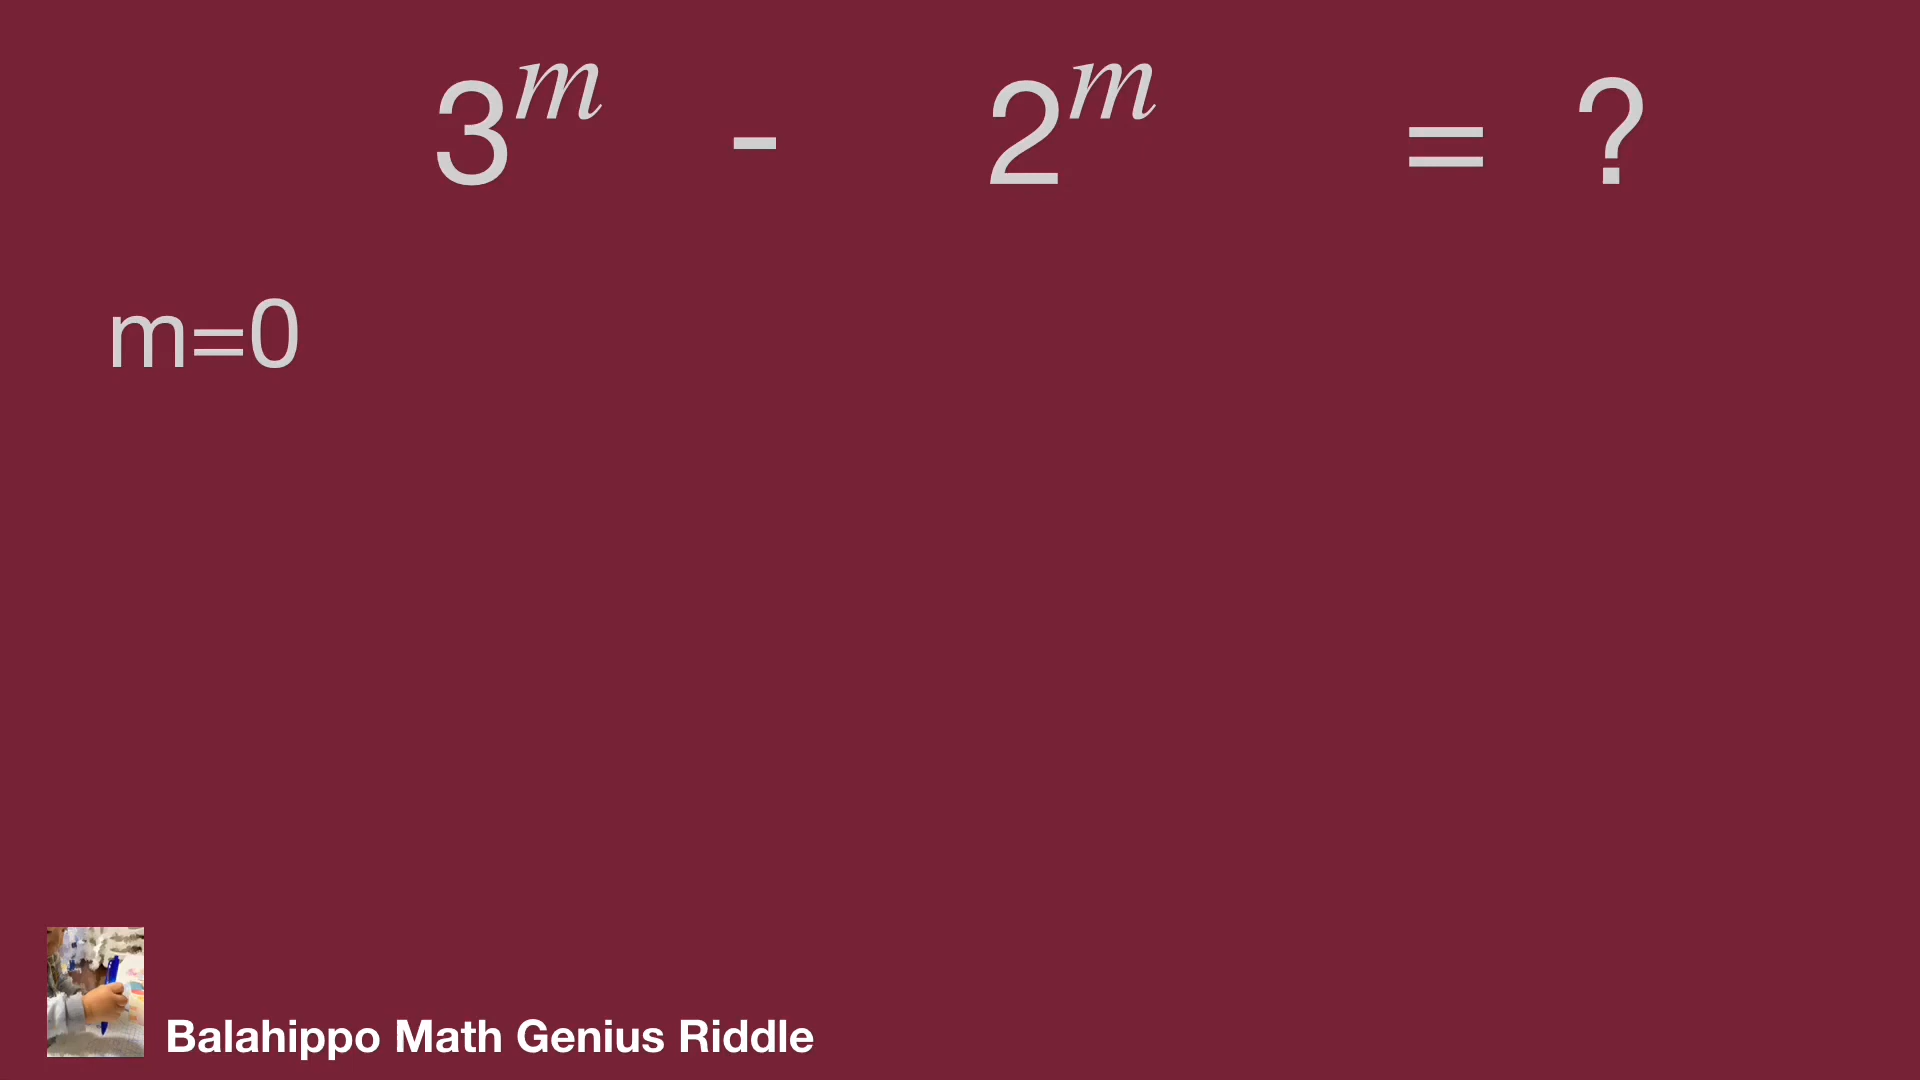 3^m - 2^m = ?
m=0
Balahippo Math Genius Riddle